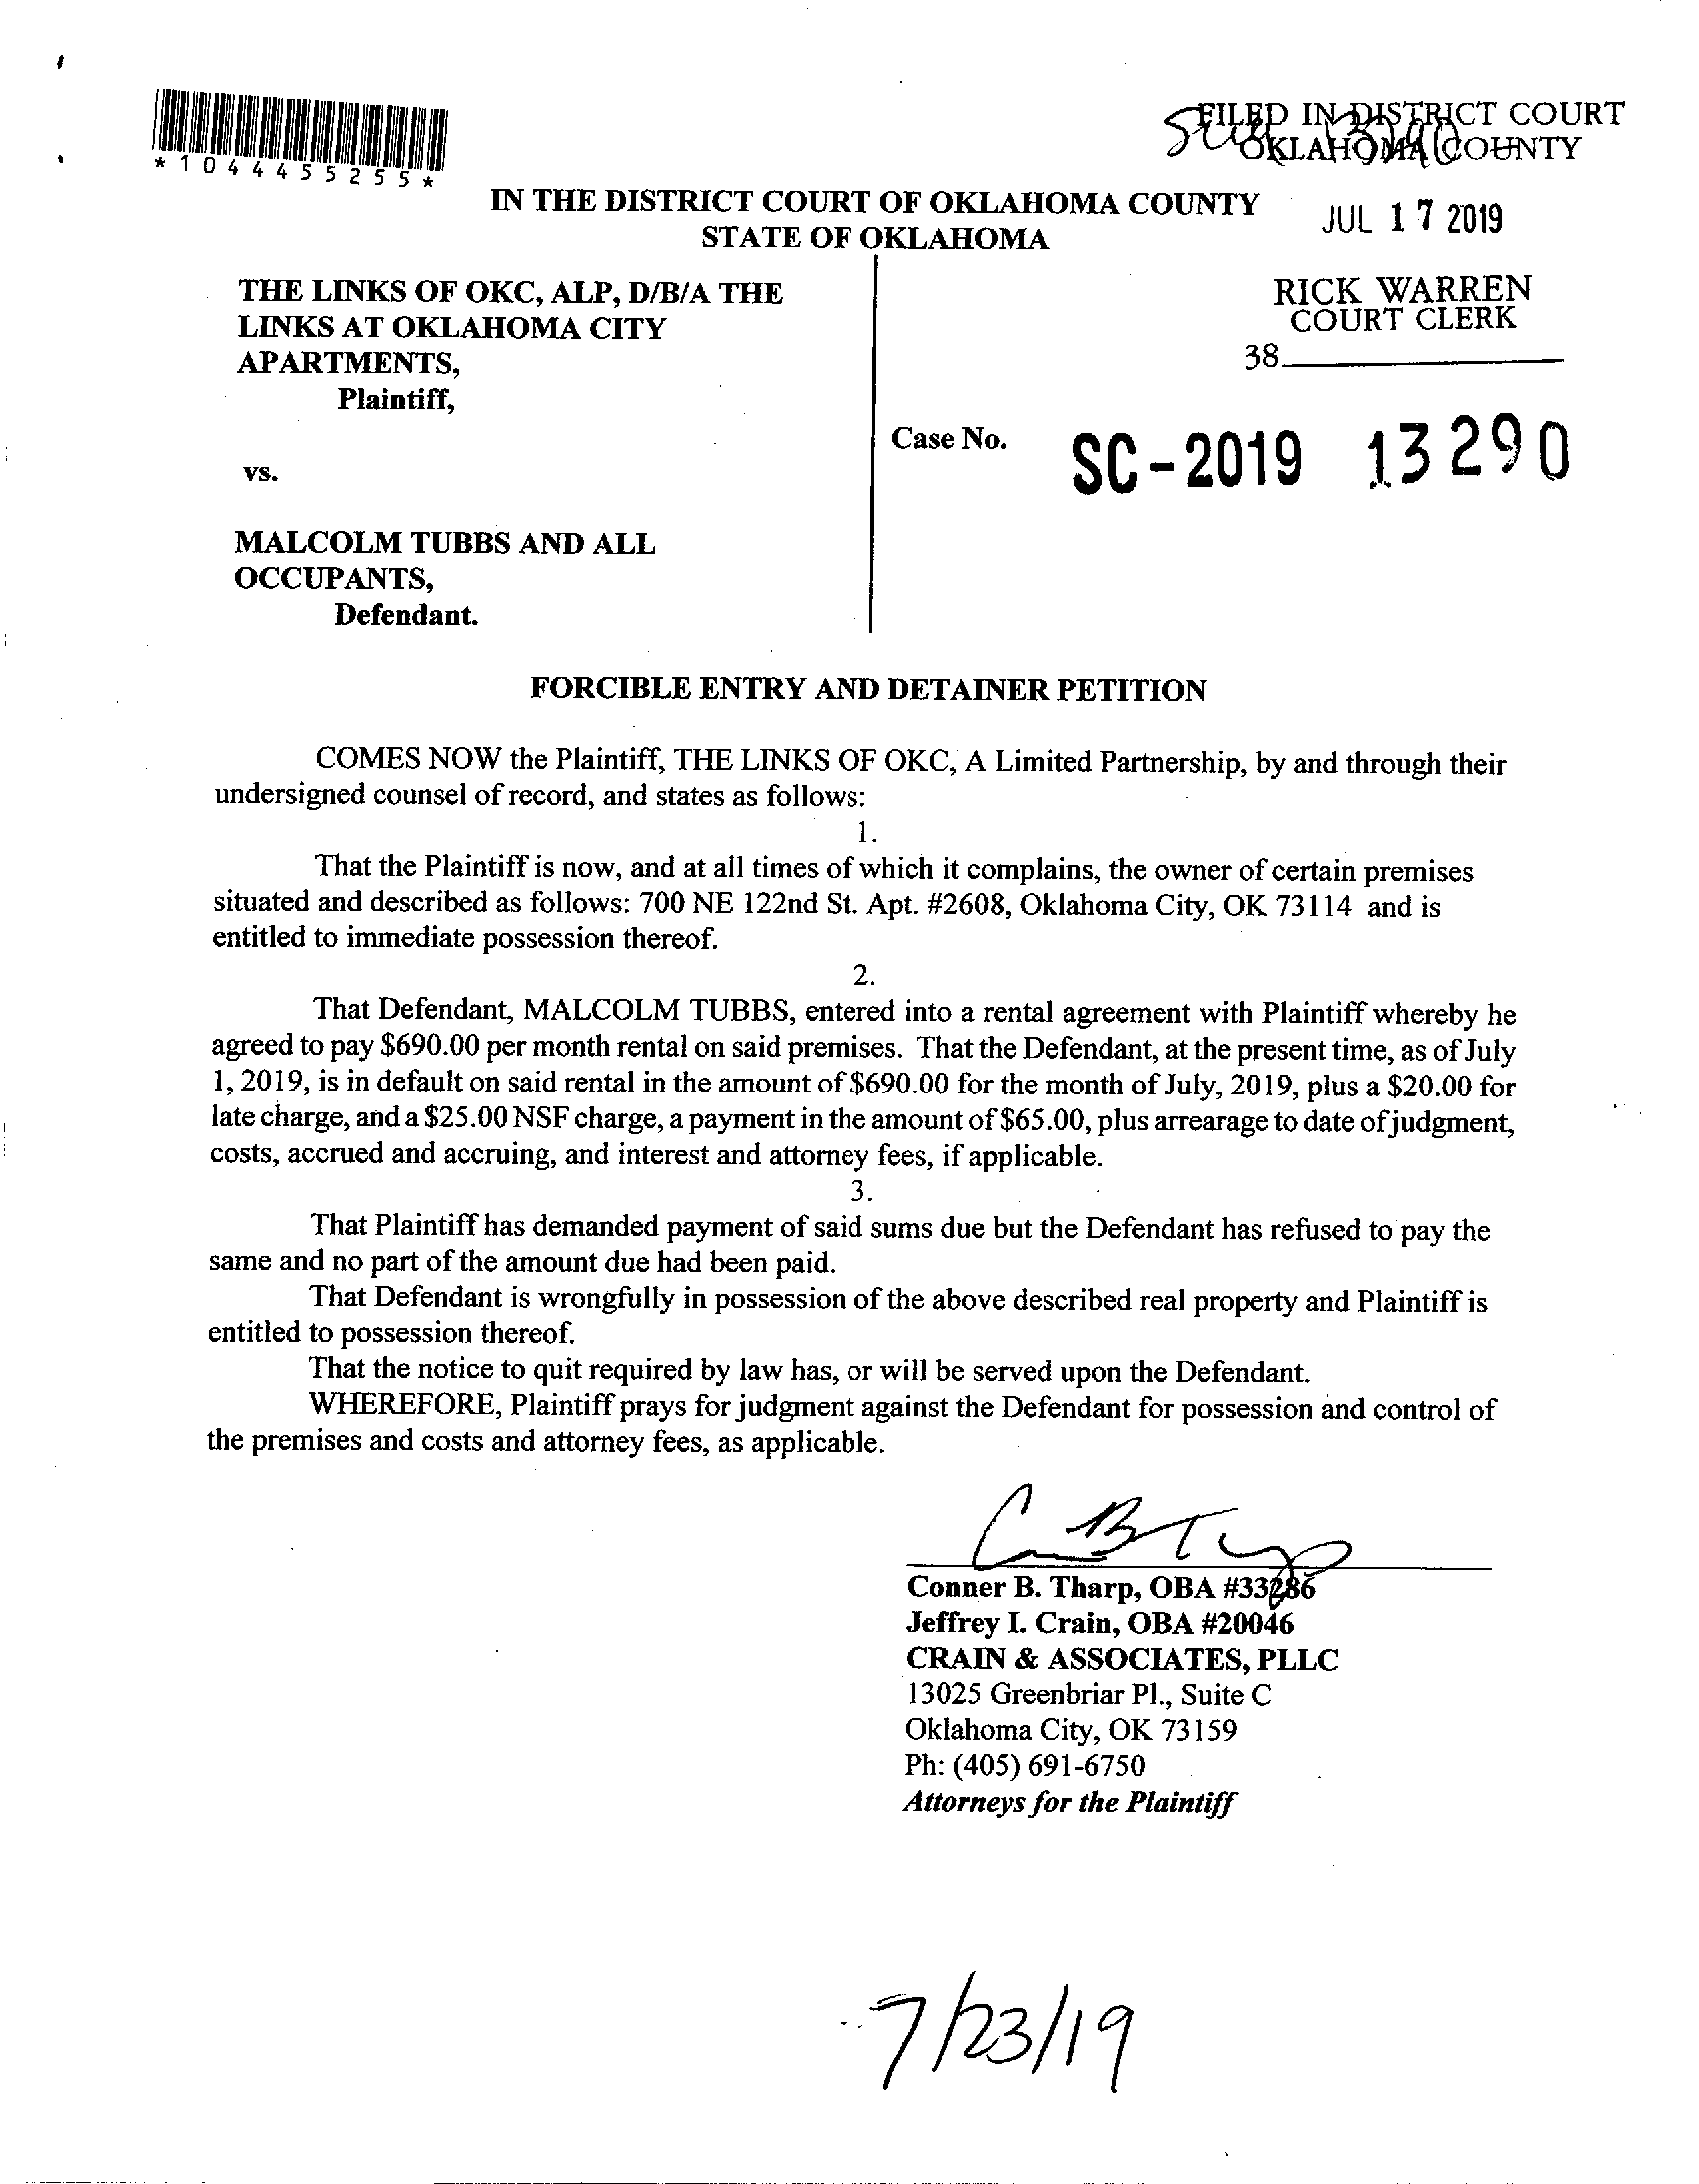 FILED IN DISTRICT COURT
OKLAHOMA COUNTY
*1044455255*
IN THE DISTRICT COURT OF OKLAHOMA COUNTY
STATE OF OKLAHOMA
JUL 17 2019
THE LINKS OF OKC, ALP, D/B/A THE
LINKS AT OKLAHOMA CITY
APARTMENTS,
Plaintiff,
RICK WARREN
COURT CLERK
38
Case No. SC-2019 13290
vs.
MALCOLM TUBBS AND ALL
OCCUPANTS,
Defendant.
FORCIBLE ENTRY AND DETAINER PETITION
COMES NOW the Plaintiff, THE LINKS OF OKC, A Limited Partnership, by and through their
undersigned counsel of record, and states as follows:
1.
That the Plaintiff is now, and at all times of which it complains, the owner of certain premises
situated and described as follows: 700 NE 122nd St. Apt. #2608, Oklahoma City, OK 73114 and is
entitled to immediate possession thereof.
2.
That Defendant, MALCOLM TUBBS, entered into a rental agreement with Plaintiff whereby he
agreed to pay $690.00 per month rental on said premises. That the Defendant, at the present time, as of July
1, 2019, is in default on said rental in the amount of $690.00 for the month of July, 2019, plus a $20.00 for
late charge, and a $25.00 NSF charge, a payment in the amount of $65.00, plus arrearage to date of judgment,
costs, accrued and accruing, and interest and attorney fees, if applicable.
3.
That Plaintiff has demanded payment of said sums due but the Defendant has refused to pay the
same and no part of the amount due had been paid.
That Defendant is wrongfully in possession of the above described real property and Plaintiff is
entitled to possession thereof.
That the notice to quit required by law has, or will be served upon the Defendant.
WHEREFORE, Plaintiff prays for judgment against the Defendant for possession and control of
the premises and costs and attorney fees, as applicable.
Conner B. Tharp, OBA #33286
Jeffrey I. Crain, OBA #20046
CRAIN & ASSOCIATES, PLLC
13025 Greenbriar Pl., Suite C
Oklahoma City, OK 73159
Ph: (405) 691-6750
Attorneys for the Plaintiff
7/23/19